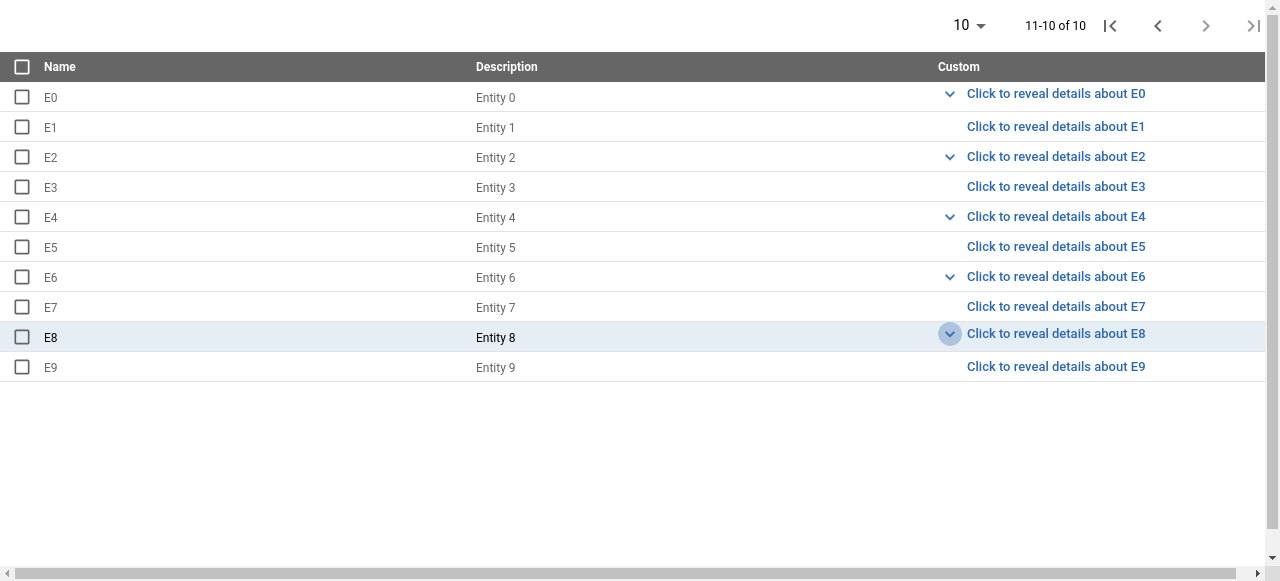 10 11-10 of 10
Name Description Custom
E0 Entity 0 Click to reveal details about E0
E1 Entity 1 Click to reveal details about E1
E2 Entity 2 Click to reveal details about E2
E3 Entity 3 Click to reveal details about E3
E4 Entity 4 Click to reveal details about E4
E5 Entity 5 Click to reveal details about E5
E6 Entity 6 Click to reveal details about E6
E7 Entity 7 Click to reveal details about E7
E8 Entity 8 Click to reveal details about E8
E9 Entity 9 Click to reveal details about E9